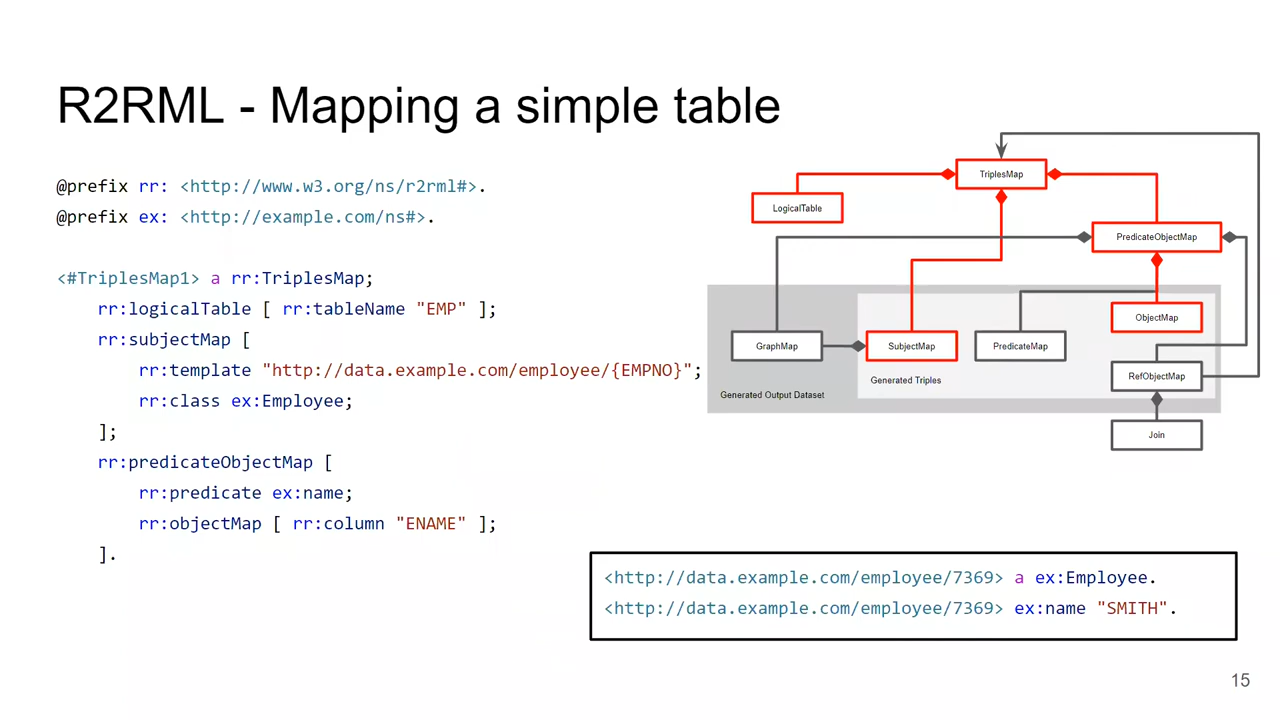 R2RML - Mapping a simple table
@prefix rr: <http://www.w3.org/ns/r2rml#>.
@prefix ex: <http://example.com/ns#>.
<#TriplesMap1> a rr:TriplesMap;
rr:logicalTable [ rr:tableName "EMP" ];
rr:subjectMap [
rr:template "http://data.example.com/employee/{EMPNO}";
rr:class ex:Employee;
];
rr:predicateObjectMap [
rr:predicate ex:name;
rr:objectMap [ rr:column "ENAME" ];
].
TriplesMap
LogicalTable
PredicateObjectMap
ObjectMap
GraphMap
SubjectMap
PredicateMap
RefObjectMap
Generated Triples
Generated Output Dataset
Join
<http://data.example.com/employee/7369> a ex:Employee.
<http://data.example.com/employee/7369> ex:name "SMITH".
15